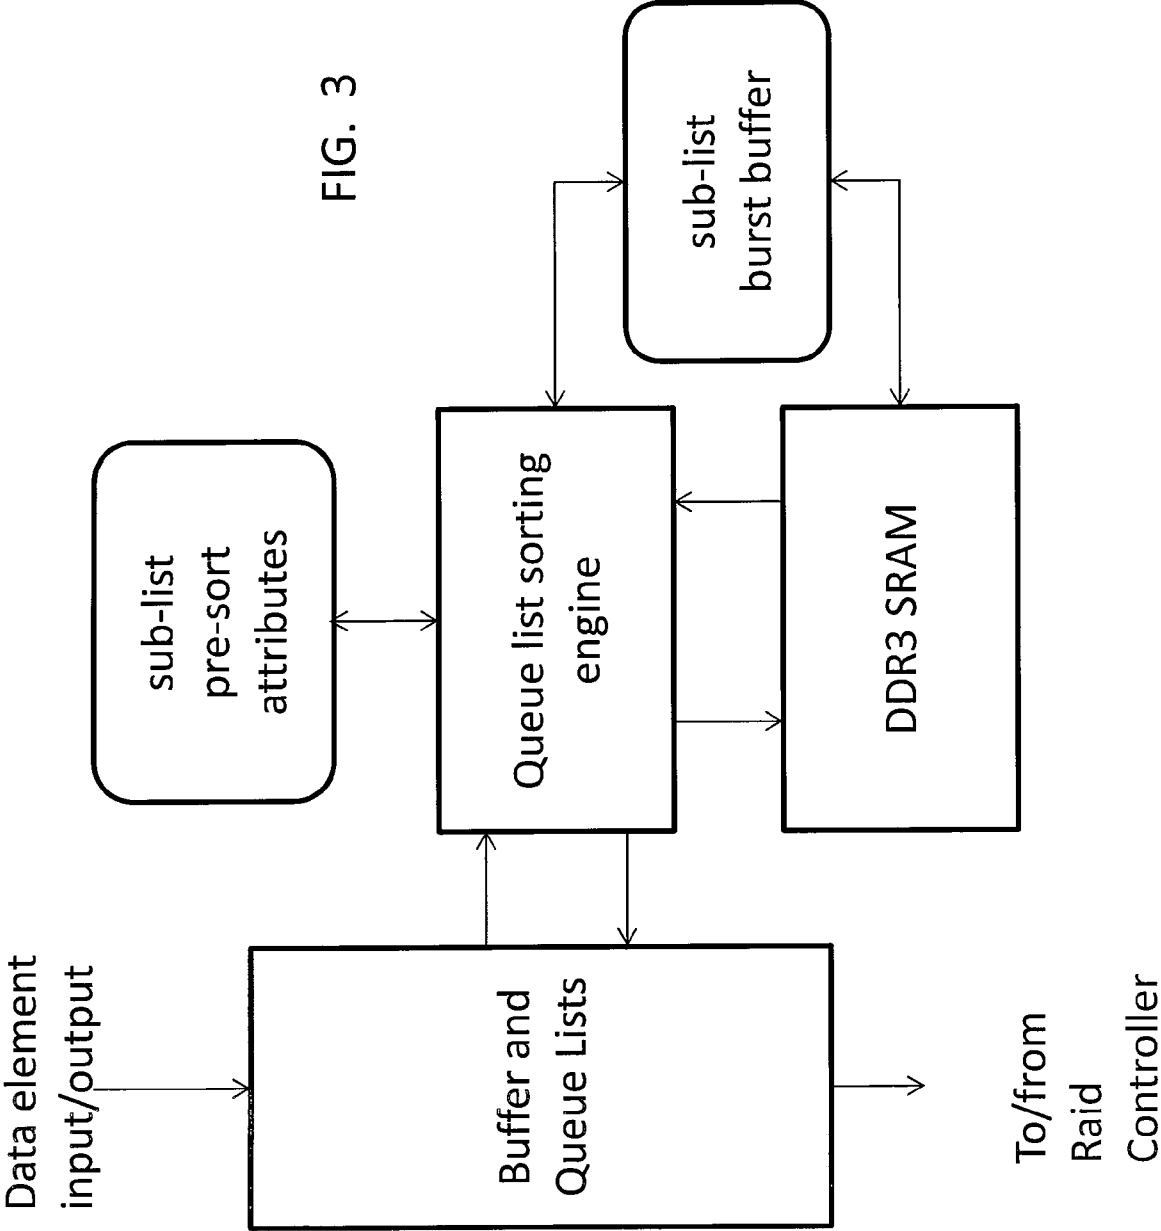 FIG. 3
Data element
input/output
sub-list
pre-sort
attributes
Buffer and
Queue Lists
Queue list sorting
engine
sub-list
burst buffer
DDR3 SRAM
To/from
Raid
Controller